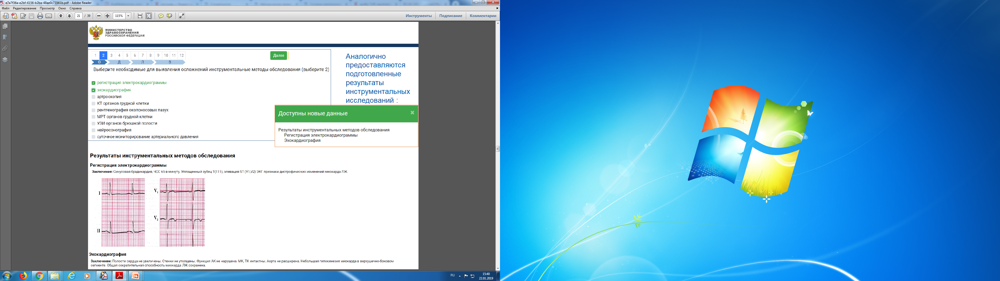 e7a7f36a-e2bf-4156-b2ba-48ae0c73561b.pdf - Adobe Reader
Файл Редактирование Просмотр Окно Справка
21 / 39 115% Инструменты Подписание Комментарии
МИНИСТЕРСТВО
ЗДРАВООХРАНЕНИЯ
РОССИЙСКОЙ ФЕДЕРАЦИИ
1 2 3 4 5 6 7 8 9 10 11 12
О Д Л В
Далее
Выберите необходимые для выявления осложнений инструментальные методы обследования (выберите 2)
регистрация электрокардиограммы
эхокардиография
артроскопия
КТ органов грудной клетки
рентгенография околоносовых пазух
МРТ органов грудной клетки
УЗИ органов брюшной полости
нейросонография
суточное мониторирование артериального давления
Аналогично
предоставляются
подготовленные
результаты
инструментальных
исследований :
Доступны новые данные
Результаты инструментальных методов обследования
Регистрация электрокардиограммы
Эхокардиография
Результаты инструментальных методов обследования
Регистрация электрокардиограммы
Заключение: Синусовая брадикардия, ЧСС 65 в минуту. Уплощенный зубец Т(111), элевация ST (V1,V2) ЭКГ признаки дистрофических изменений миокарда ЛЖ.
I V1
V2
II
Эхокардиография
Заключение: Полости сердца не увеличены. Стенки не утолщены. Функция АК не нарушена. МК, ТК интактны. Аорта не расширена. Небольшая гипокинезия миокарда в верхушечно-боковом
сегменте. Общая сократительная способность миокарда ЛЖ сохранена.
RU 15:40
22.01.2019